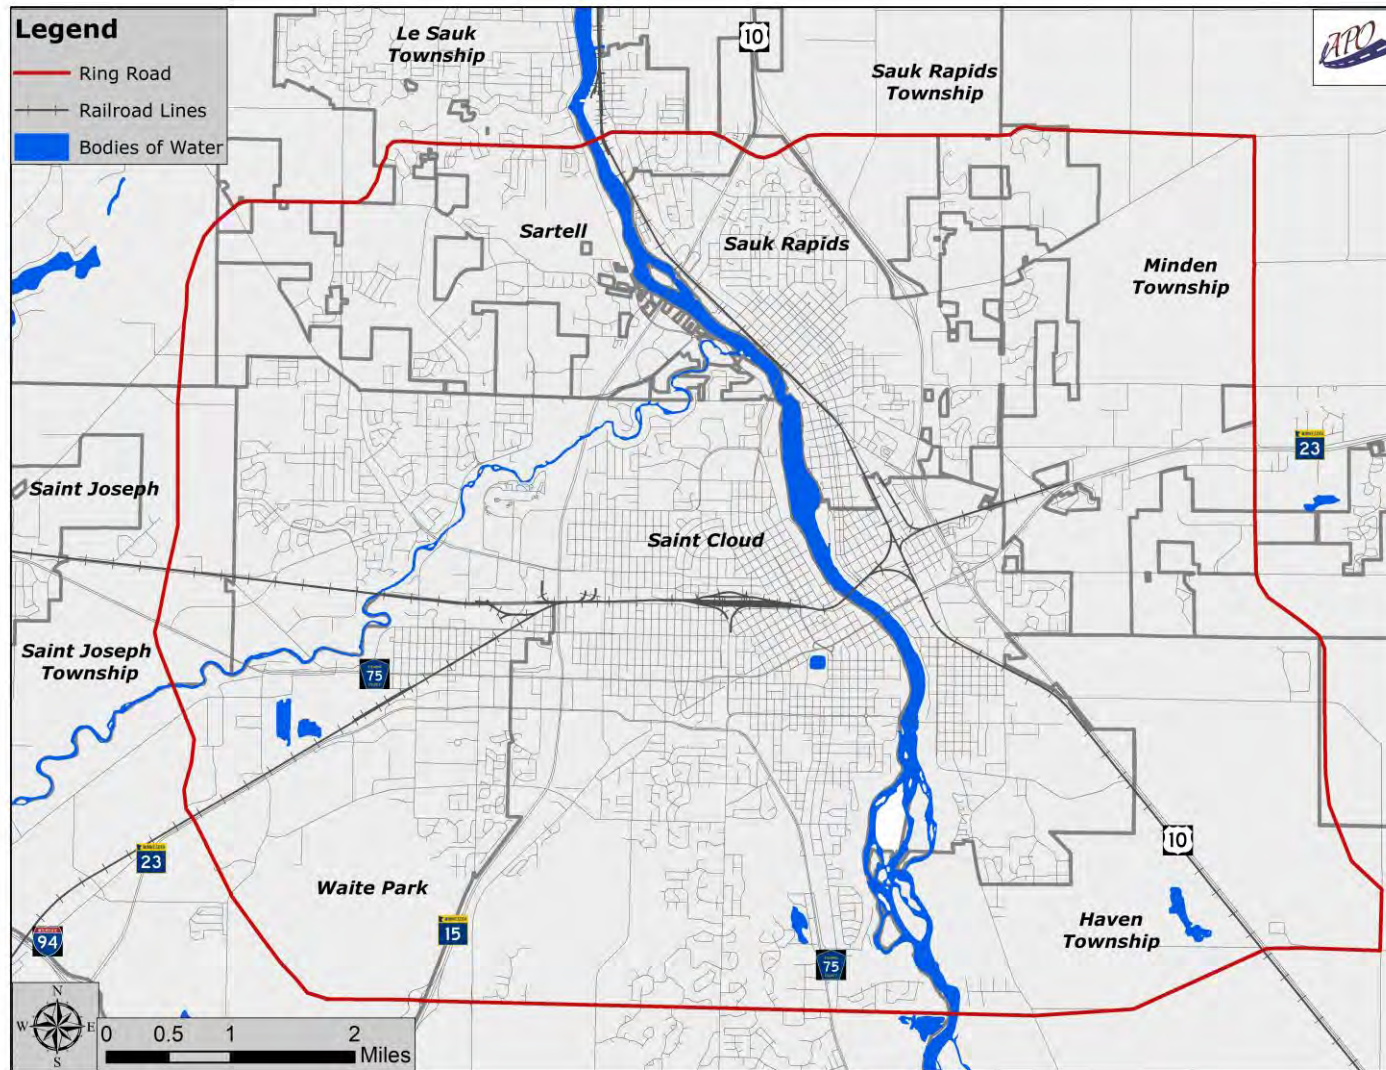 Legend
Ring Road
Railroad Lines
Bodies of Water
Le Sauk
Township
10
Sauk Rapids
Township
APO
Sartell
Sauk Rapids
Minden
Township
23
Saint Joseph
Saint Cloud
Saint Joseph
Township
75
23
Waite Park
15
94
75
10
Haven
Township
N
W
E
S
0
0.5
1
2
Miles